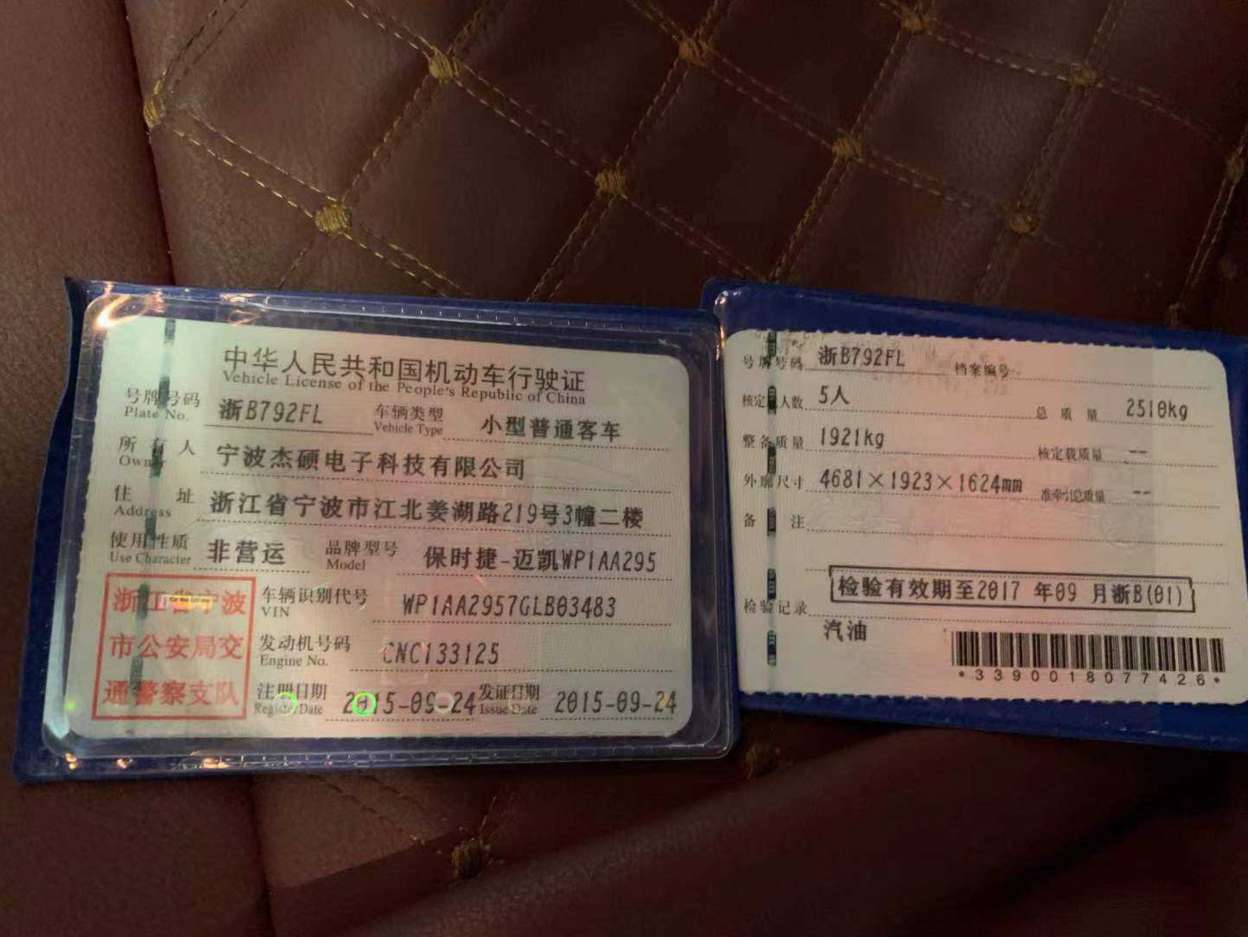 中华人民共和国机动车行驶证
Vehicle License of the People's Republic of China
号牌号码 浙B792FL 车辆类型 小型普通客车
Plate No. Vehicle Type
所有人 宁波杰硕电子科技有限公司
Owner
住址 浙江省宁波市江北姜湖路219号3幢二楼
Address
使用性质 非营运 品牌型号 保时捷-迈凯WP1AA295
Use Character Model
浙江省宁波
市公安局交
通警察支队
车辆识别代号 WP1AA2957GLB03483
VIN
发动机号码 CNC133125
Engine No.
注册日期 2015-09-24 发证日期 2015-09-24
Register Date Issue Date
号牌号码 浙B792FL 档案编号
核定人数 5人 总质量 2510kg
整备质量 1921kg 核定载质量 --
外廓尺寸 4681×1923×1624mm 准牵引总质量 --
备注
检验有效期至2017年09月浙B(01)
检验记录
汽油
*3390018077426*